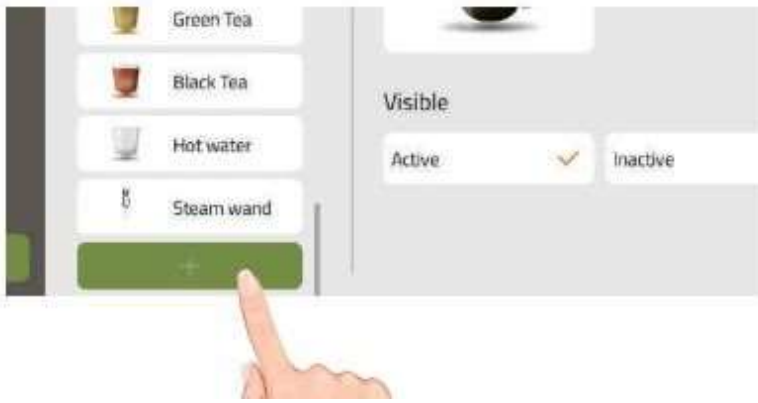 Green Tea
Black Tea
Hot water
Steam wand
+
Visible
Active
Inactive